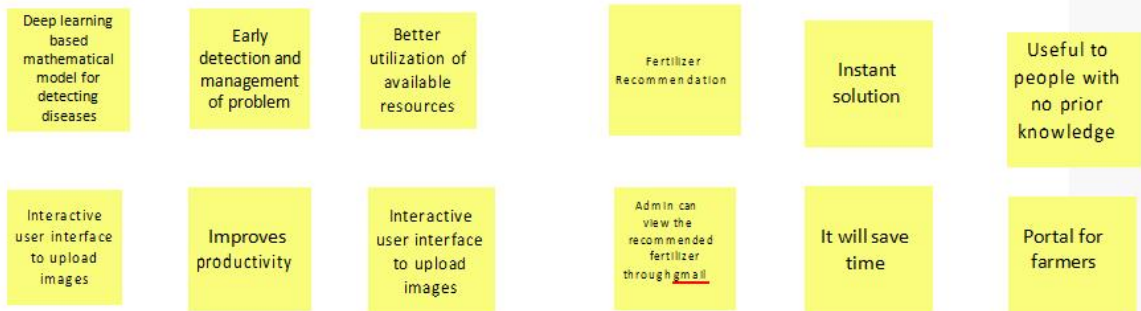 Deep learning
based
mathematical
model for
detecting
diseases
Early
detection and
management
of problem
Better
utilization of
available
resources
Fertilizer
Recommendation
Instant
solution
Useful to
people with
no prior
knowledge
Interactive
user interface
to upload
images
Improves
productivity
Interactive
user interface
to upload
images
Admin can
view the
recommended
fertilizer
through gmail
It will save
time
Portal for
farmers